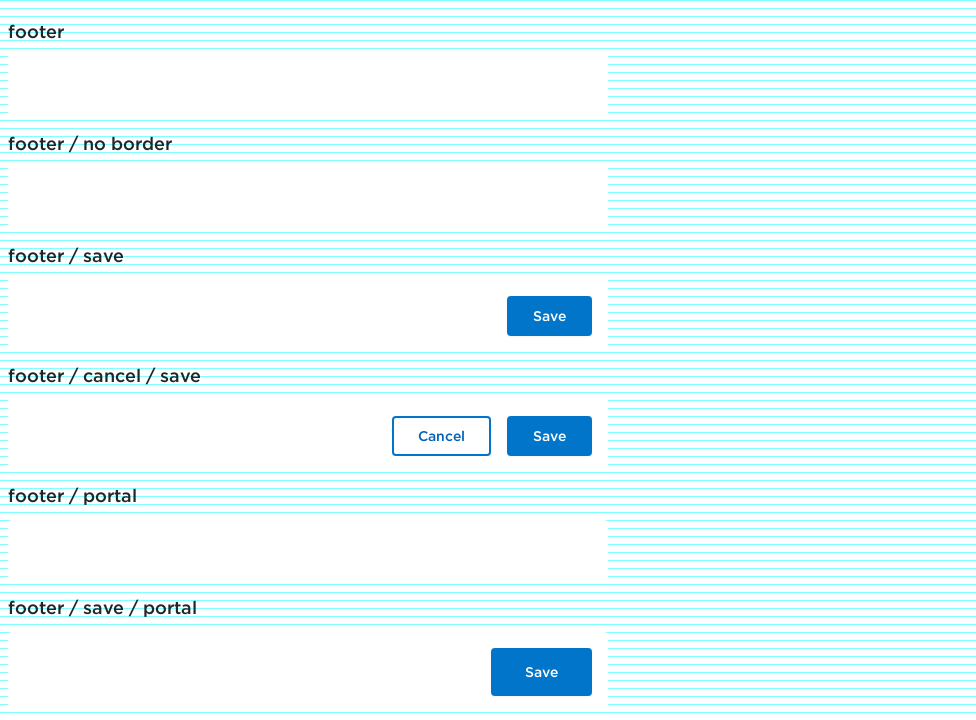 footer
footer / no border
footer / save
Save
footer / cancel / save
Cancel Save
footer / portal
footer / save / portal
Save